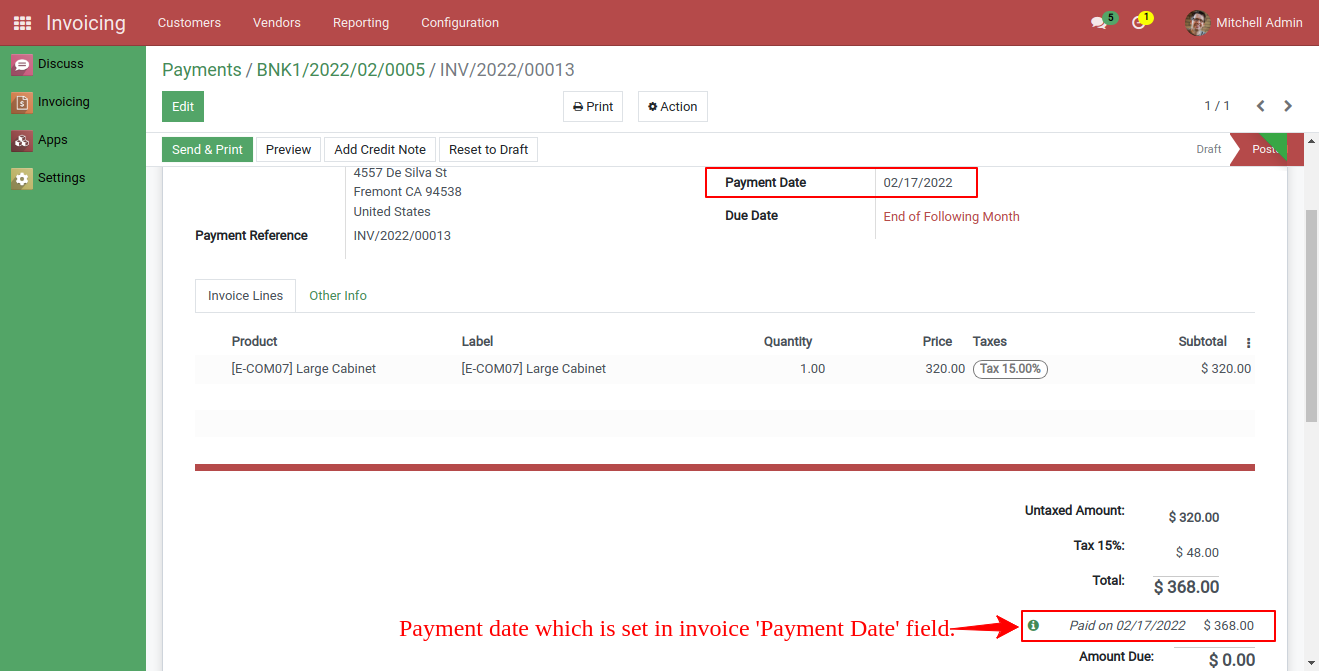 Invoicing Customers Vendors Reporting Configuration 5 1 Mitchell Admin
Discuss
Invoicing
Apps
Settings
Payments / BNK1/2022/02/0005 / INV/2022/00013
Edit Print Action 1 / 1
Send & Print Preview Add Credit Note Reset to Draft Draft
4557 De Silva St
Fremont CA 94538
United States
Payment Reference INV/2022/00013
Payment Date 02/17/2022
Due Date End of Following Month
Invoice Lines Other Info
Product Label Quantity Price Taxes Subtotal
[E-COM07] Large Cabinet [E-COM07] Large Cabinet 1.00 320.00 Tax 15.00% $ 320.00
Untaxed Amount: $ 320.00
Tax 15%: $ 48.00
Total: $ 368.00
Payment date which is set in invoice 'Payment Date' field.
Paid on 02/17/2022 $ 368.00
Amount Due: $ 0.00